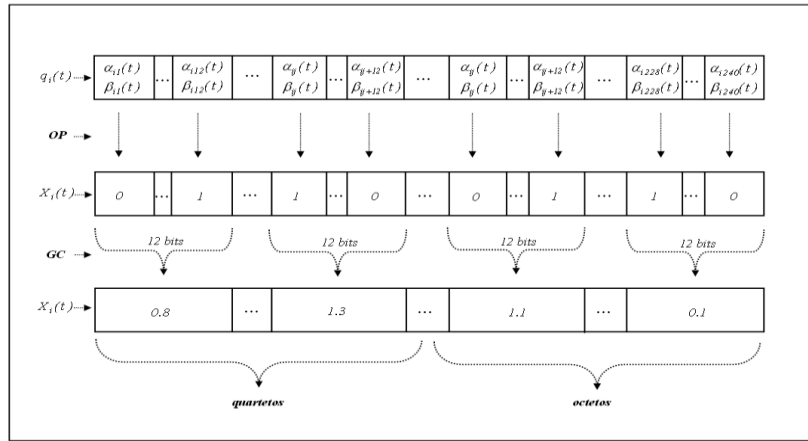 q_i(t) α_i1(t) ... α_i12(t) ... α_ij(t) ... α_ij+12(t) ... α_ij(t) ... α_ij+12(t) ... α_i228(t) ... α_i240(t)
β_i1(t) β_i12(t) β_ij(t) β_ij+12(t) β_ij(t) β_ij+12(t) β_i228(t) β_i240(t)
OP
X_i(t) 0 ... 1 ... 1 ... 0 ... 0 ... 1 ... 1 ... 0
12 bits 12 bits 12 bits 12 bits
GC
X_i(t) 0.8 ... 1.3 ... 1.1 ... 0.1
quartetos octetos